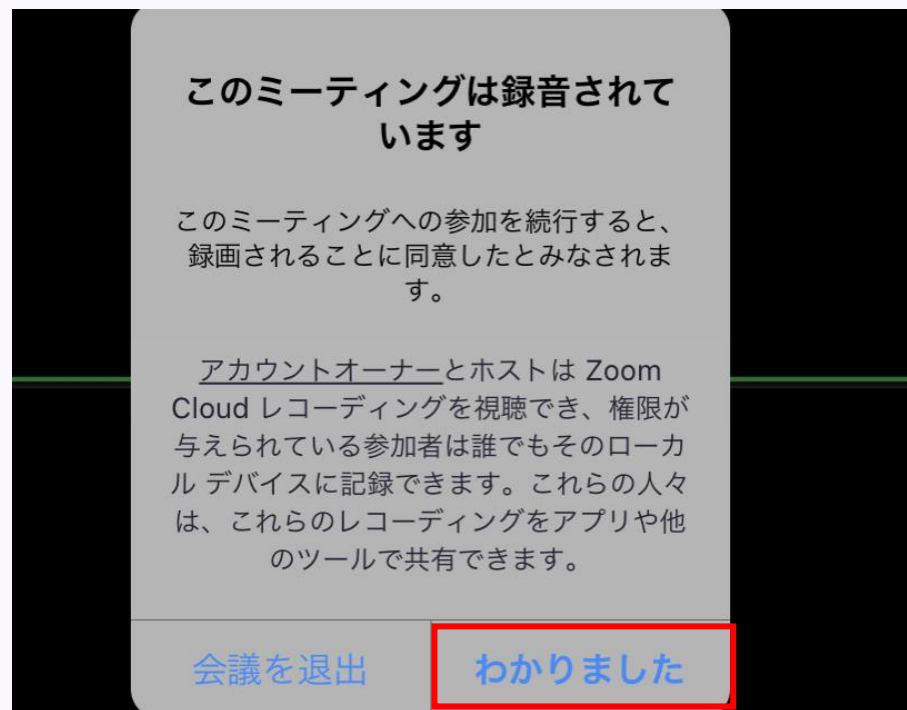 このミーティングは録音されて
います
このミーティングへの参加を続行すると、
録画されることに同意したとみなされま
す。
アカウントオーナーとホストは Zoom
Cloud レコーディングを視聴でき、権限が
与えられている参加者は誰でもそのローカ
ル デバイスに記録できます。これらの人々
は、これらのレコーディングをアプリや他
のツールで共有できます。
会議を退出
わかりました